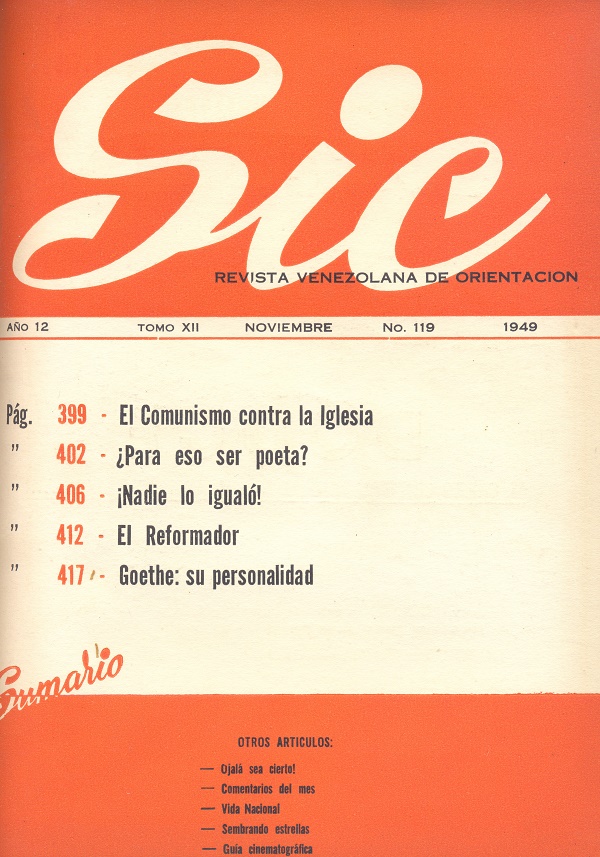 Sic
REVISTA VENEZOLANA DE ORIENTACION
AÑO 12 TOMO XII NOVIEMBRE No. 119 1949
Pág. 399 - El Comunismo contra la Iglesia
" 402 - ¿Para eso ser poeta?
" 406 - ¡Nadie lo igualó!
" 412 - El Reformador
" 417 - Goethe: su personalidad
Sumario
OTROS ARTICULOS:
— Ojalá sea cierto!
— Comentarios del mes
— Vida Nacional
— Sembrando estrellas
— Guía cinematográfica